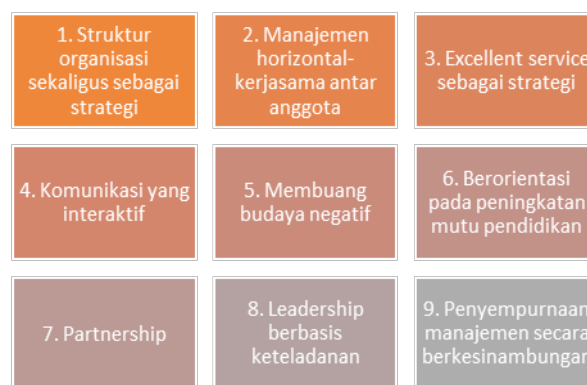 1. Struktur
organisasi
sekaligus sebagai
strategi
2. Manajemen
horizontal-
kerjasama antar
anggota
3. Excellent service
sebagai strategi
4. Komunikasi yang
interaktif
5. Membuang
budaya negatif
6. Berorientasi
pada peningkatan
mutu pendidikan
7. Partnership
8. Leadership
berbasis
keteladanan
9. Penyempurnaan
manajemen secara
berkesinambungan